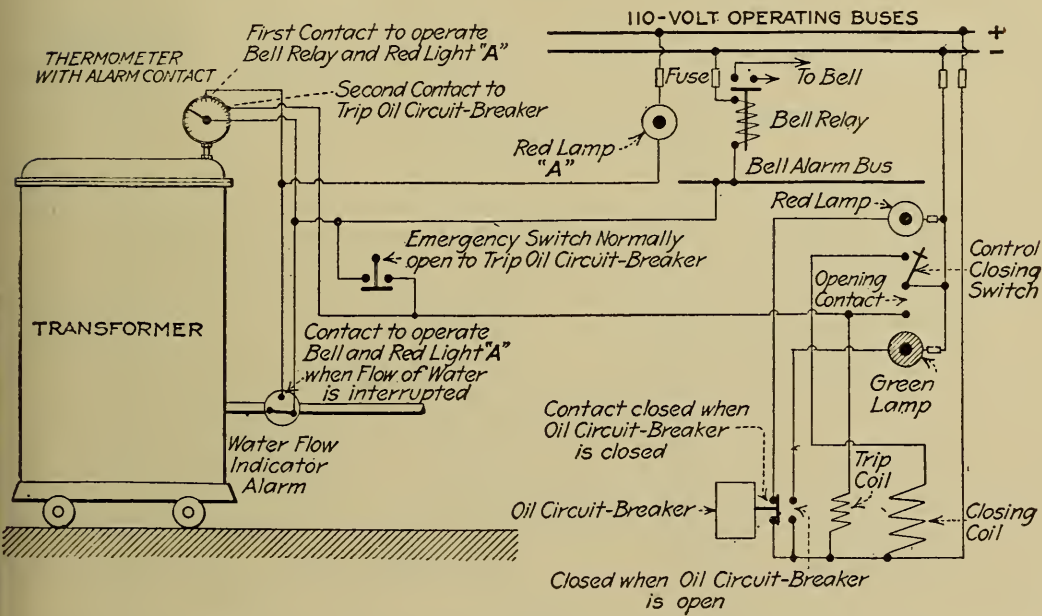 110-VOLT OPERATING BUSES
+
−
First Contact to operate
Bell Relay and Red Light "A"
THERMOMETER
WITH ALARM CONTACT
Second Contact to
Trip Oil Circuit-Breaker
Fuse
To Bell
Bell Relay
Red Lamp
"A"
Bell Alarm Bus
Red Lamp
Emergency Switch Normally
open to Trip Oil Circuit-Breaker
Control
Closing
Switch
Opening
Contact
TRANSFORMER
Contact to operate
Bell and Red Light "A"
when Flow of Water
is interrupted
Green
Lamp
Water Flow
Indicator
Alarm
Contact closed when
Oil Circuit-Breaker
is closed
Trip
Coil
Oil Circuit-Breaker
Closing
Coil
Closed when Oil Circuit-Breaker
is open